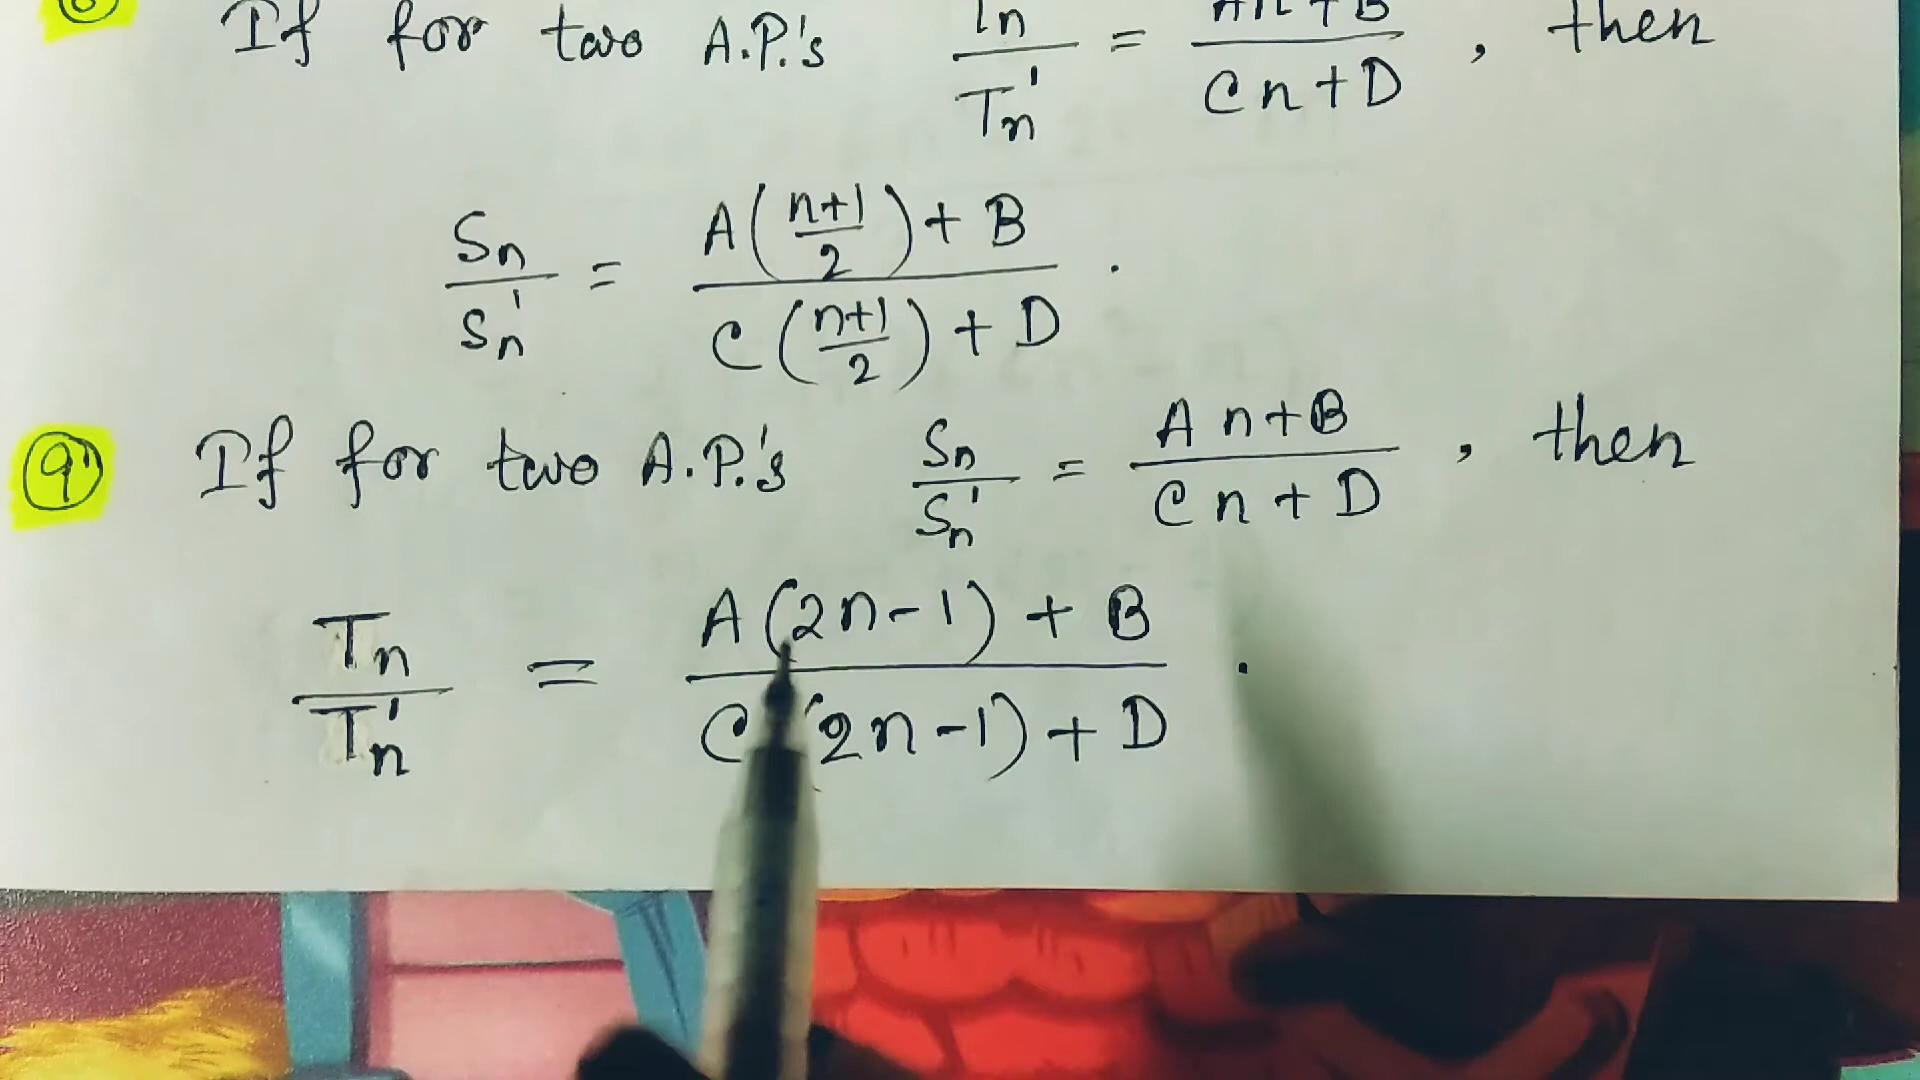 If for two A.P.'s Tn/Tn' = An+B/Cn+D, then
Sn/Sn' = A(n+1/2)+B/C(n+1/2)+D.
9 If for two A.P.'s Sn/Sn' = An+B/Cn+D, then
Tn/Tn' = A(2n-1)+B/C(2n-1)+D.